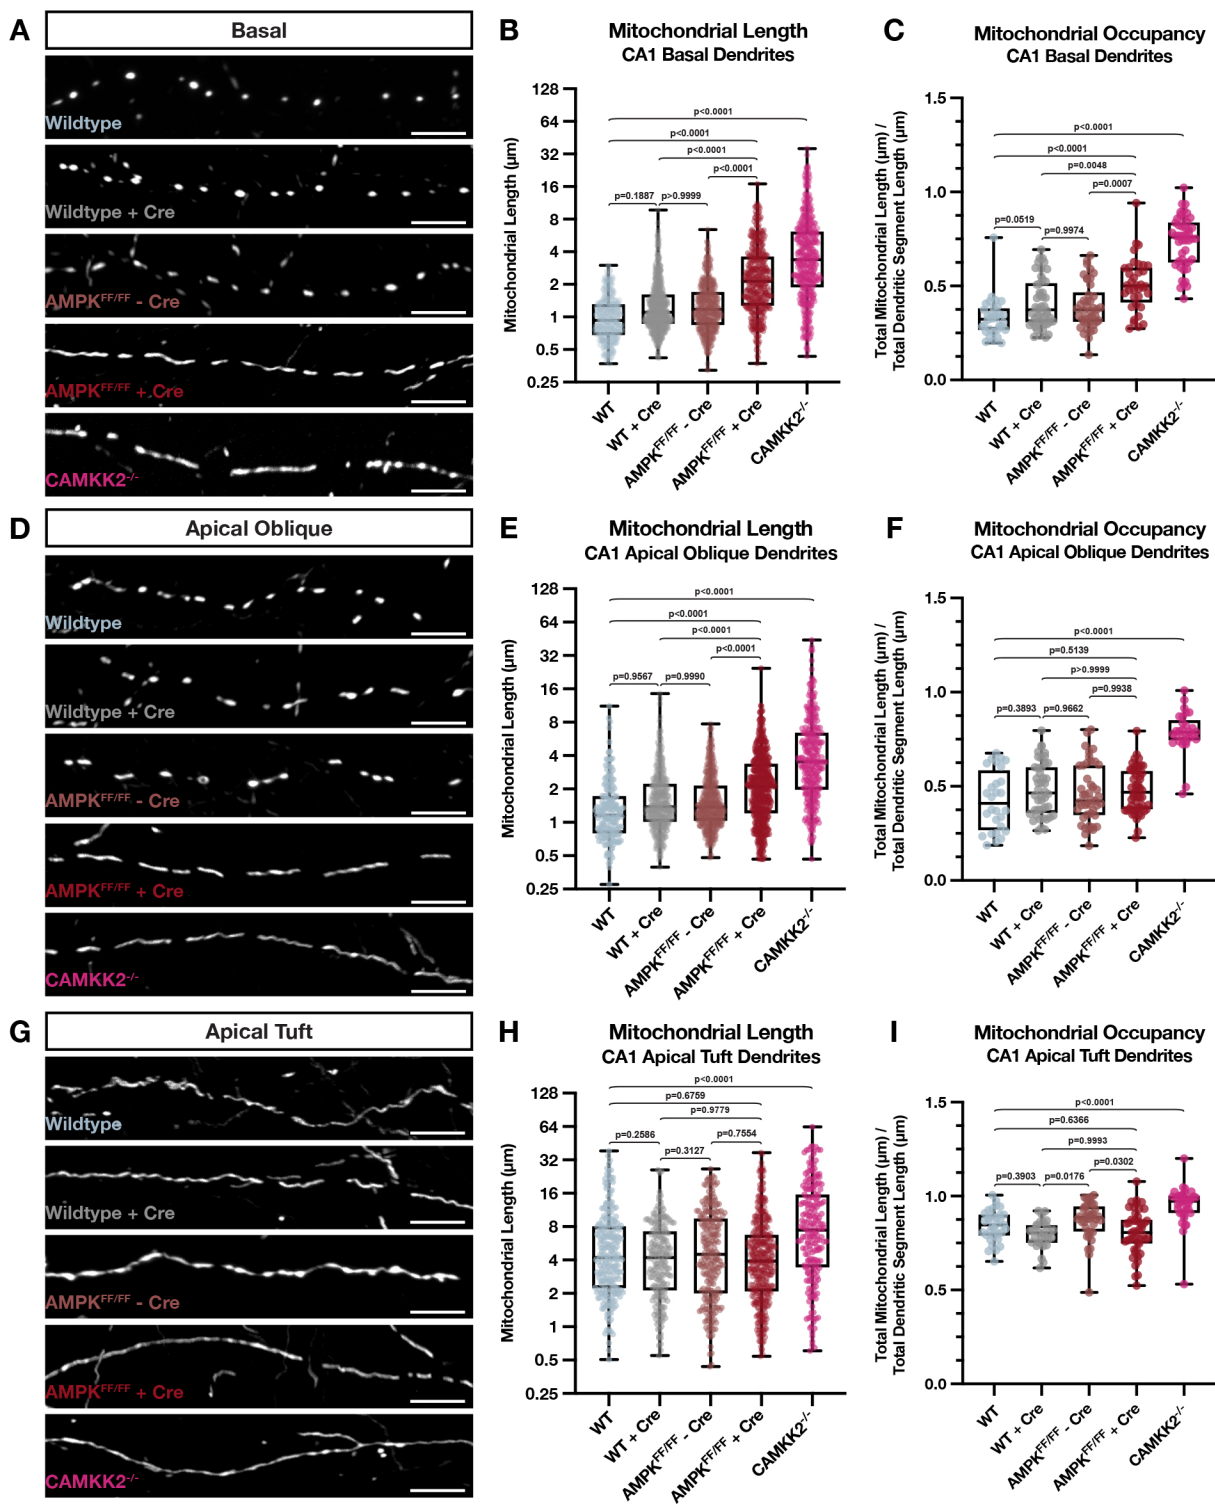 A
Basal
Wildtype
Wildtype + Cre
AMPKFF/FF - Cre
AMPKFF/FF + Cre
CAMKK2-/-
B
Mitochondrial Length
CA1 Basal Dendrites
Mitochondrial Length (µm)
128
64
32
16
8
4
2
1
0.5
0.25
p<0.0001
p<0.0001
p<0.0001
p<0.0001
p=0.1887
p>0.9999
WT
WT + Cre
AMPKFF/FF - Cre
AMPKFF/FF + Cre
CAMKK2-/-
C
Mitochondrial Occupancy
CA1 Basal Dendrites
Total Mitochondrial Length (µm) /
Total Dendritic Segment Length (µm)
1.5
1.0
0.5
0.0
p<0.0001
p<0.0001
p=0.0048
p=0.0007
p=0.0519
p=0.9974
WT
WT + Cre
AMPKFF/FF - Cre
AMPKFF/FF + Cre
CAMKK2-/-
D
Apical Oblique
Wildtype
Wildtype + Cre
AMPKFF/FF - Cre
AMPKFF/FF + Cre
CAMKK2-/-
E
Mitochondrial Length
CA1 Apical Oblique Dendrites
Mitochondrial Length (µm)
128
64
32
16
8
4
2
1
0.5
0.25
p<0.0001
p<0.0001
p<0.0001
p<0.0001
p=0.9567
p=0.9990
WT
WT + Cre
AMPKFF/FF - Cre
AMPKFF/FF + Cre
CAMKK2-/-
F
Mitochondrial Occupancy
CA1 Apical Oblique Dendrites
Total Mitochondrial Length (µm) /
Total Dendritic Segment Length (µm)
1.5
1.0
0.5
0.0
p<0.0001
p=0.5139
p>0.9999
p=0.9938
p=0.3893
p=0.9662
WT
WT + Cre
AMPKFF/FF - Cre
AMPKFF/FF + Cre
CAMKK2-/-
G
Apical Tuft
Wildtype
Wildtype + Cre
AMPKFF/FF - Cre
AMPKFF/FF + Cre
CAMKK2-/-
H
Mitochondrial Length
CA1 Apical Tuft Dendrites
Mitochondrial Length (µm)
128
64
32
16
8
4
2
1
0.5
0.25
p<0.0001
p=0.6759
p=0.9779
p=0.2586
p=0.7554
p=0.3127
WT
WT + Cre
AMPKFF/FF - Cre
AMPKFF/FF + Cre
CAMKK2-/-
I
Mitochondrial Occupancy
CA1 Apical Tuft Dendrites
Total Mitochondrial Length (µm) /
Total Dendritic Segment Length (µm)
1.5
1.0
0.5
0.0
p<0.0001
p=0.6366
p=0.9993
p=0.0302
p=0.3903
p=0.0176
WT
WT + Cre
AMPKFF/FF - Cre
AMPKFF/FF + Cre
CAMKK2-/-